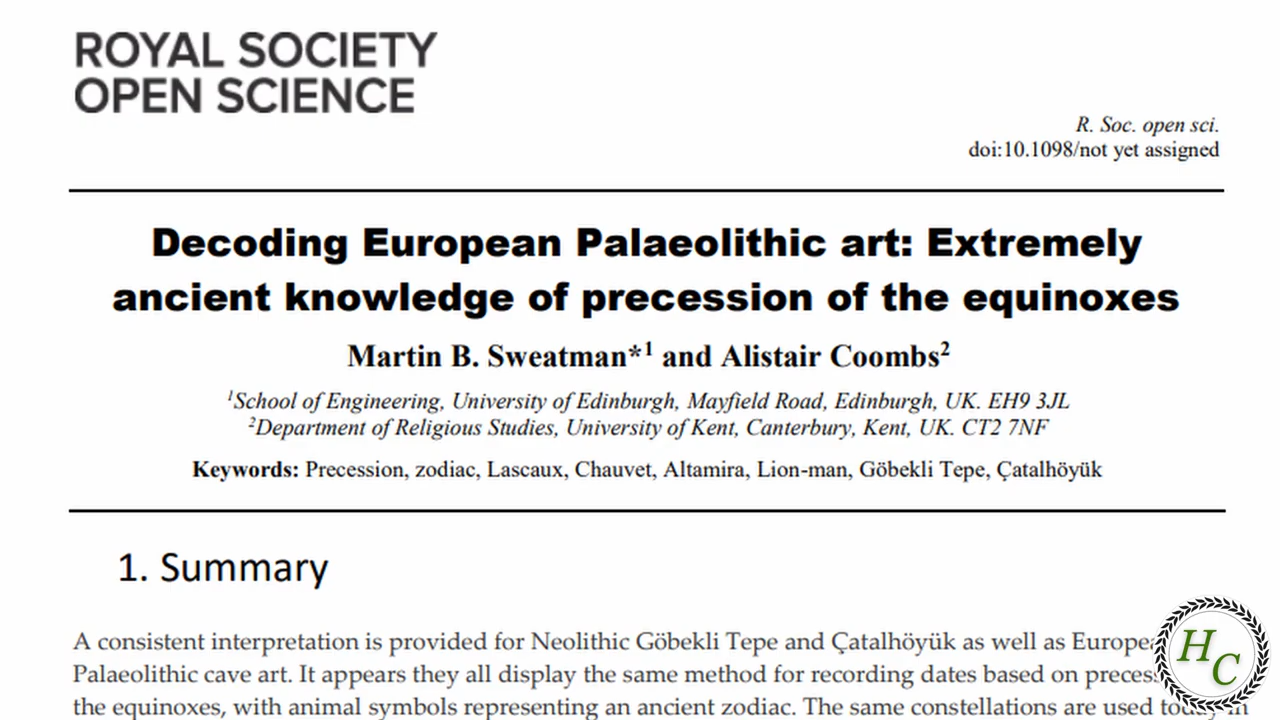 ROYAL SOCIETY
OPEN SCIENCE
R. Soc. open sci.
doi:10.1098/not yet assigned
Decoding European Palaeolithic art: Extremely
ancient knowledge of precession of the equinoxes
Martin B. Sweatman*1 and Alistair Coombs2
1School of Engineering, University of Edinburgh, Mayfield Road, Edinburgh, UK. EH9 3JL
2Department of Religious Studies, University of Kent, Canterbury, Kent, UK. CT2 7NF
Keywords: Precession, zodiac, Lascaux, Chauvet, Altamira, Lion-man, Göbekli Tepe, Çatalhöyük
1. Summary
A consistent interpretation is provided for Neolithic Göbekli Tepe and Çatalhöyük as well as
Palaeolithic cave art. It appears they all display the same method for recording dates based on
the equinoxes, with animal symbols representing an ancient zodiac. The same constellations are used
HC